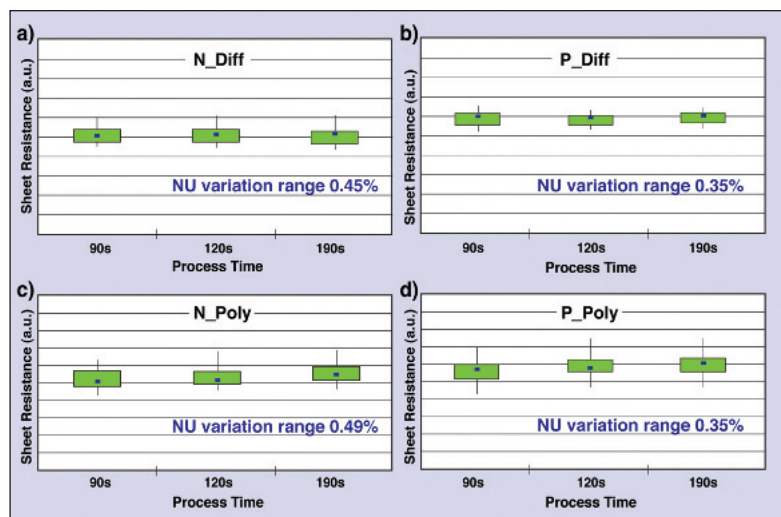 a)
N_Diff
Sheet Resistance (a.u.)
NU variation range 0.45%
90s 120s 190s
Process Time
b)
P_Diff
Sheet Resistance (a.u.)
NU variation range 0.35%
90s 120s 190s
Process Time
c)
N_Poly
Sheet Resistance (a.u.)
NU variation range 0.49%
90s 120s 190s
Process Time
d)
P_Poly
Sheet Resistance (a.u.)
NU variation range 0.35%
90s 120s 190s
Process Time